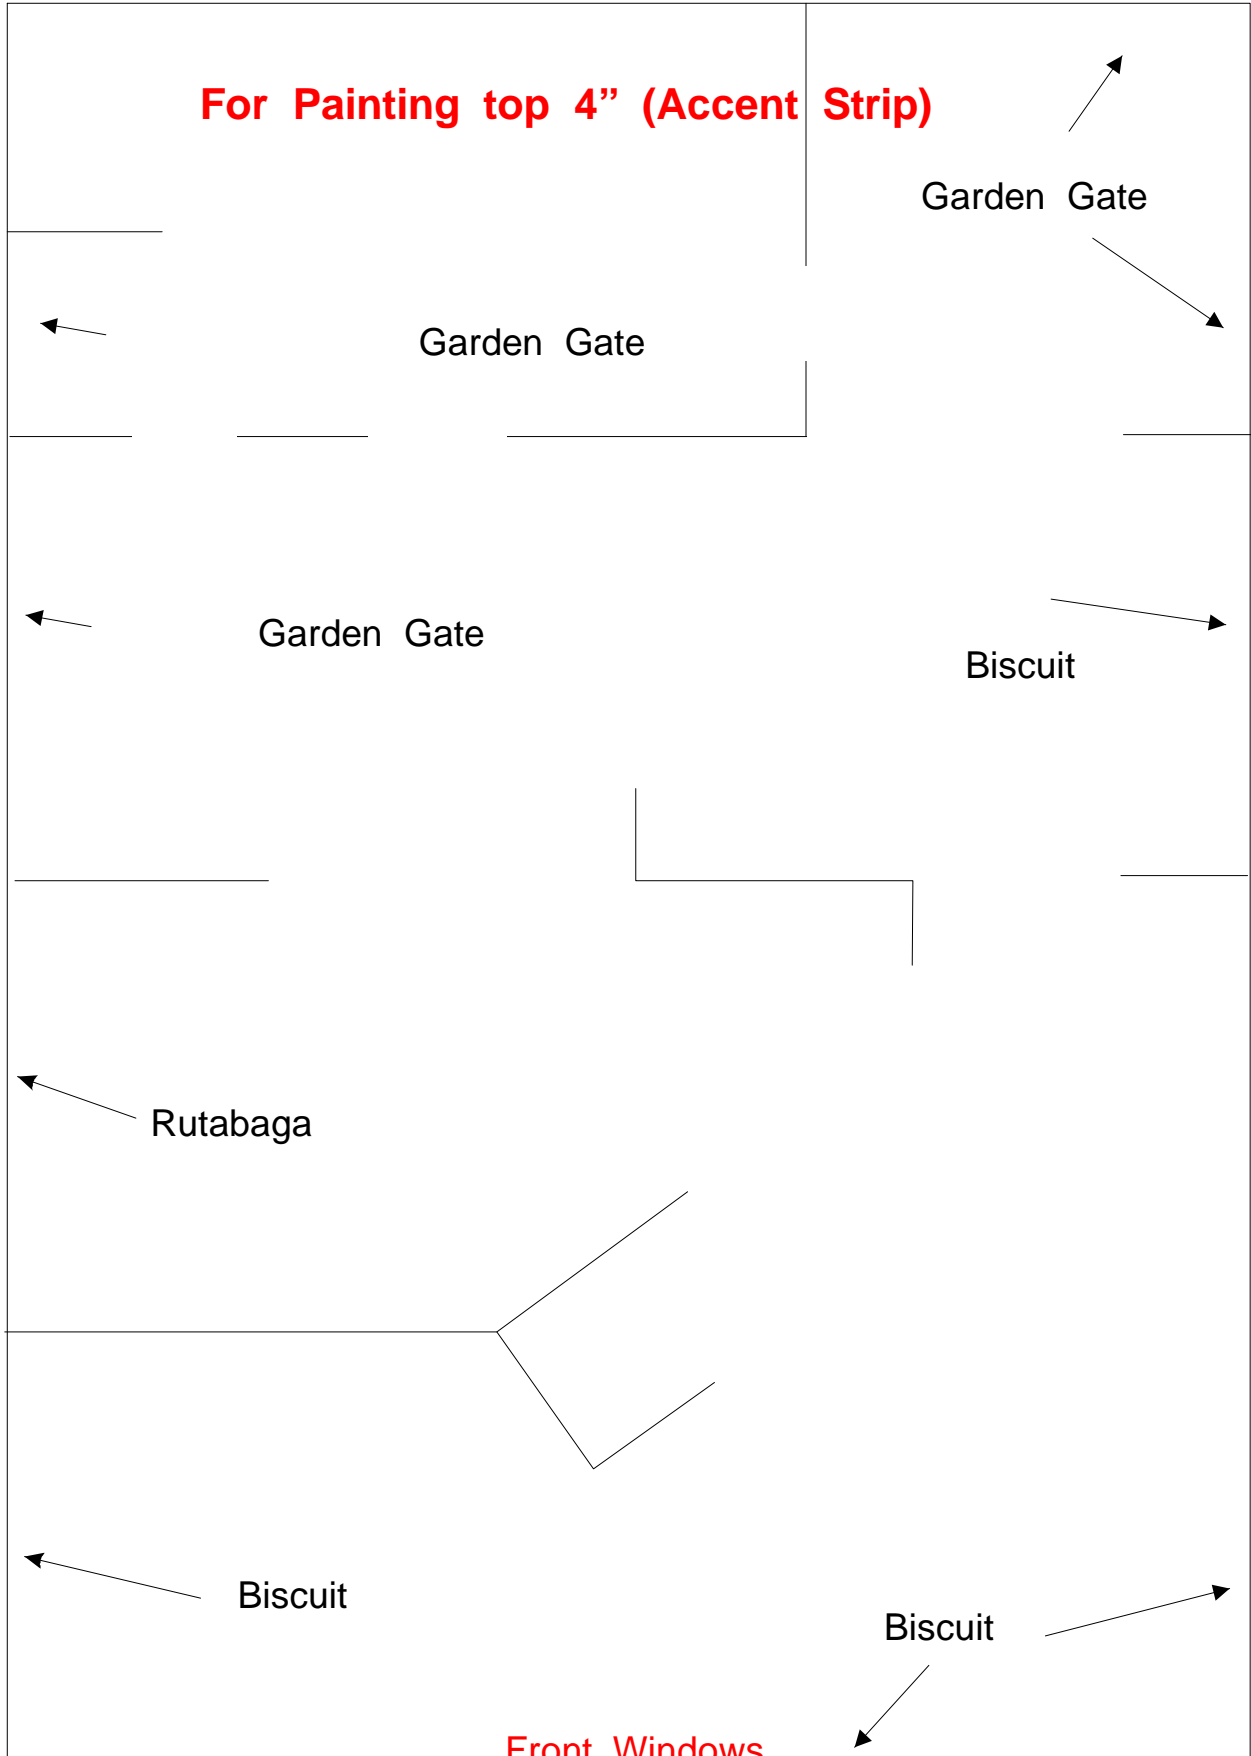 For Painting top 4” (Accent Strip)
Garden Gate
Garden Gate
Garden Gate
Biscuit
Rutabaga
Biscuit
Biscuit
Front Windows